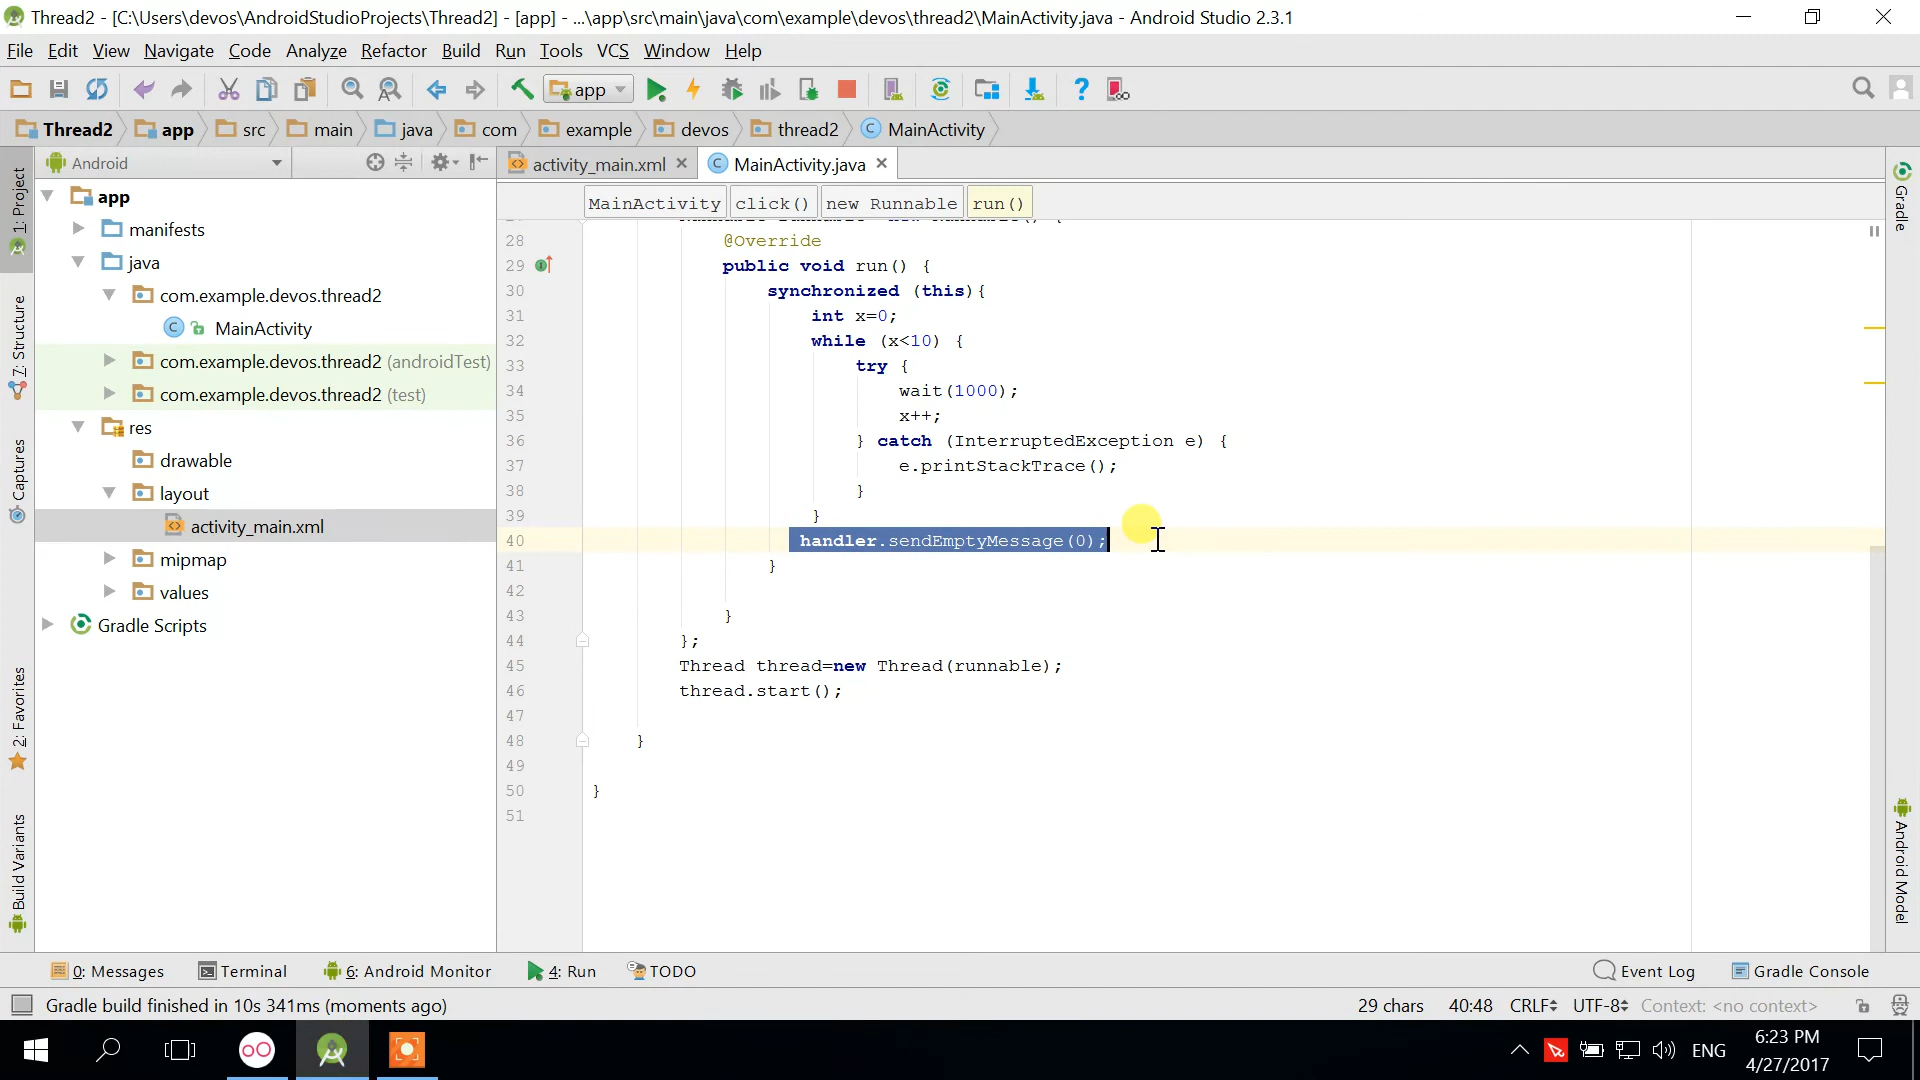 Thread2 - [C:\Users\devos\AndroidStudioProjects\Thread2] - [app] - ...\app\src\main\java\com\example\devos\thread2\MainActivity.java - Android Studio 2.3.1
File Edit View Navigate Code Analyze Refactor Build Run Tools VCS Window Help
app
Thread2 app src main java com example devos thread2 MainActivity
1: Project
7: Structure
Captures
2: Favorites
Build Variants
Android
app
manifests
java
com.example.devos.thread2
MainActivity
com.example.devos.thread2 (androidTest)
com.example.devos.thread2 (test)
res
drawable
layout
activity_main.xml
mipmap
values
Gradle Scripts
activity_main.xml MainActivity.java
MainActivity click() new Runnable run()
28 @Override
29 public void run() {
30 synchronized (this){
31 int x=0;
32 while (x<10) {
33 try {
34 wait(1000);
35 x++;
36 } catch (InterruptedException e) {
37 e.printStackTrace();
38 }
39 }
40 handler.sendEmptyMessage(0);
41 }
42
43 }
44 };
45 Thread thread=new Thread(runnable);
46 thread.start();
47
48 }
49
50 }
51
Gradle
Android Model
0: Messages Terminal 6: Android Monitor 4: Run TODO Event Log Gradle Console
Gradle build finished in 10s 341ms (moments ago) 29 chars 40:48 CRLF UTF-8 Context: <no context>
ENG
6:23 PM
4/27/2017